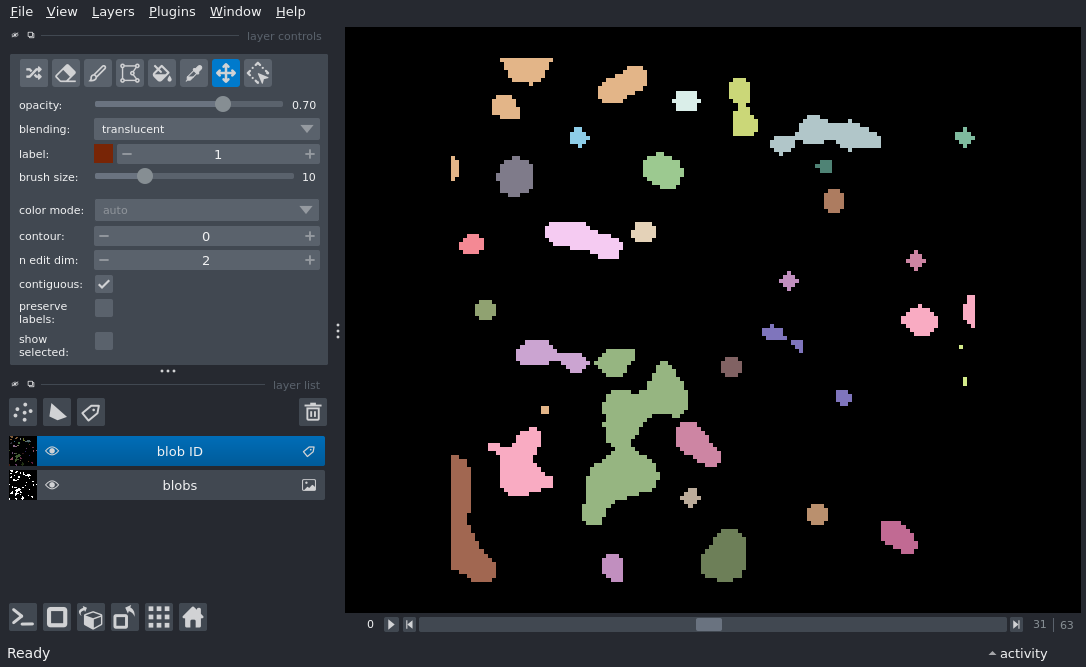 File View Layers Plugins Window Help
layer controls
opacity: 0.70
blending: translucent
label: 1
brush size: 10
color mode: auto
contour: 0
n edit dim: 2
contiguous:
preserve
labels:
show
selected:
layer list
blob ID
blobs
0 31 63
Ready activity